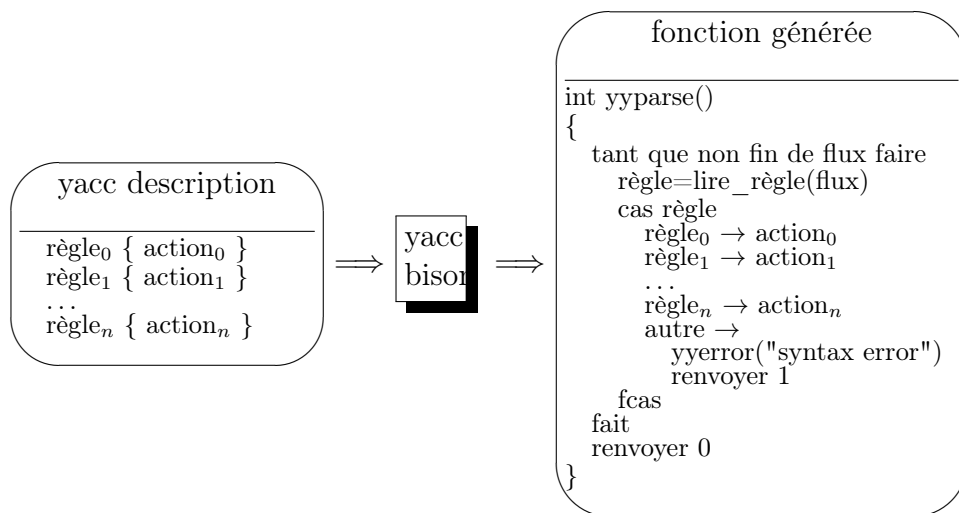 yacc description
règle₀ { action₀ }
règle₁ { action₁ }
...
règleₙ { actionₙ }
⟹
yacc
bison
⟹
fonction générée
int yyparse()
{
tant que non fin de flux faire
règle=lire_règle(flux)
cas règle
règle₀ → action₀
règle₁ → action₁
...
règleₙ → actionₙ
autre →
yyerror("syntax error")
renvoyer 1
fcas
fait
renvoyer 0
}